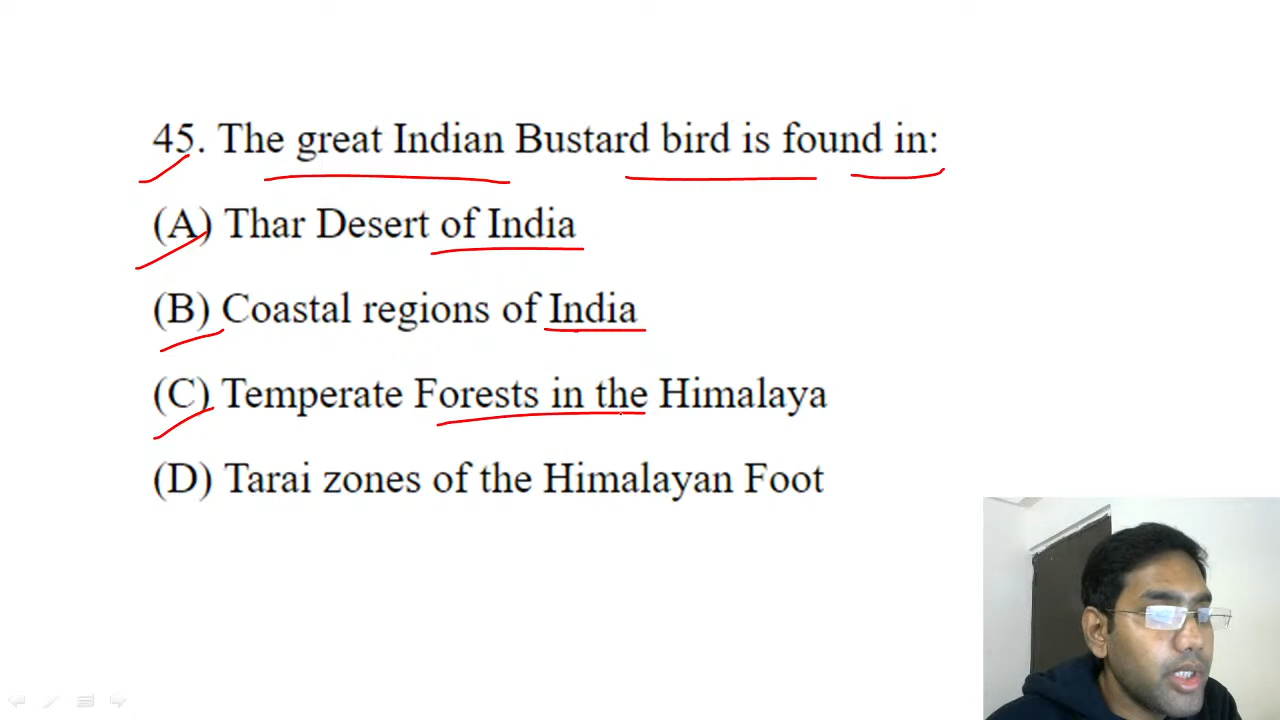 45. The great Indian Bustard bird is found in:
(A) Thar Desert of India
(B) Coastal regions of India
(C) Temperate Forests in the Himalaya
(D) Tarai zones of the Himalayan Foot